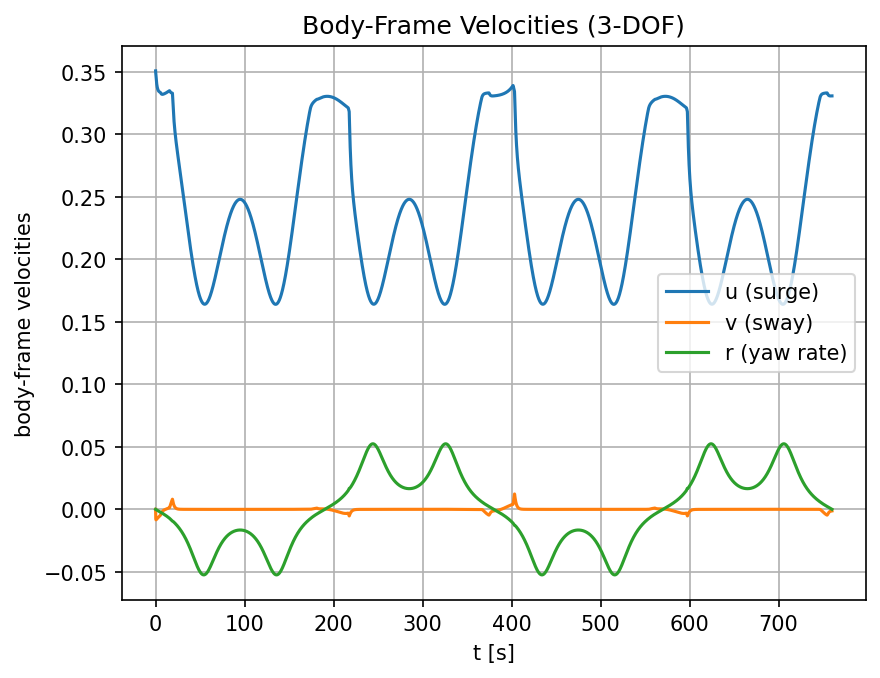 Body-Frame Velocities (3-DOF)
body-frame velocities
0.35
0.30
0.25
0.20
0.15
0.10
0.05
0.00
−0.05
u (surge)
v (sway)
r (yaw rate)
0 100 200 300 400 500 600 700
t [s]